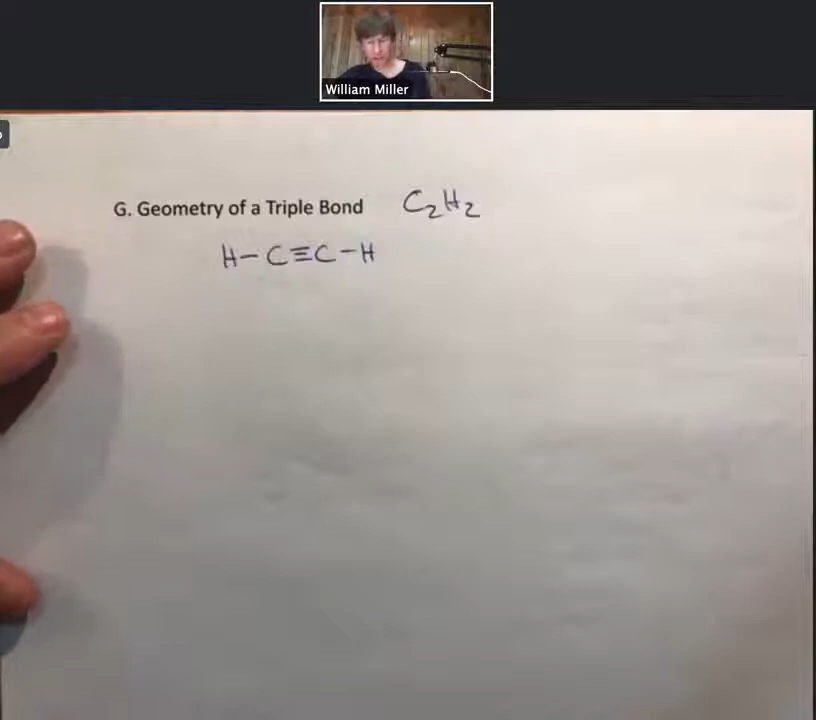 William Miller
G. Geometry of a Triple Bond C₂H₂
H-C≡C-H